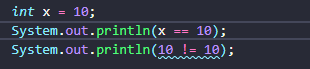 int x = 10;
System.out.println(x == 10);
System.out.println(10 != 10);